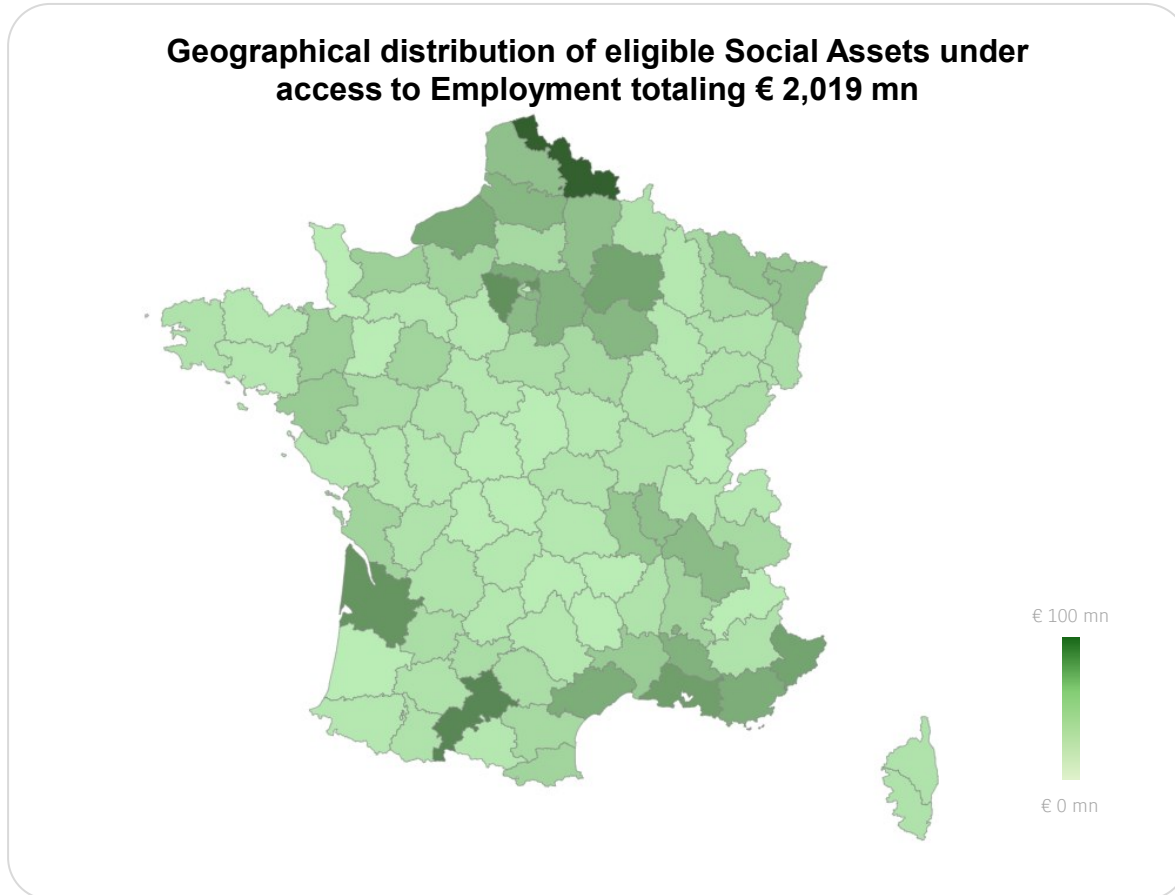 Geographical distribution of eligible Social Assets under
access to Employment totaling € 2,019 mn
€ 100 mn
€ 0 mn